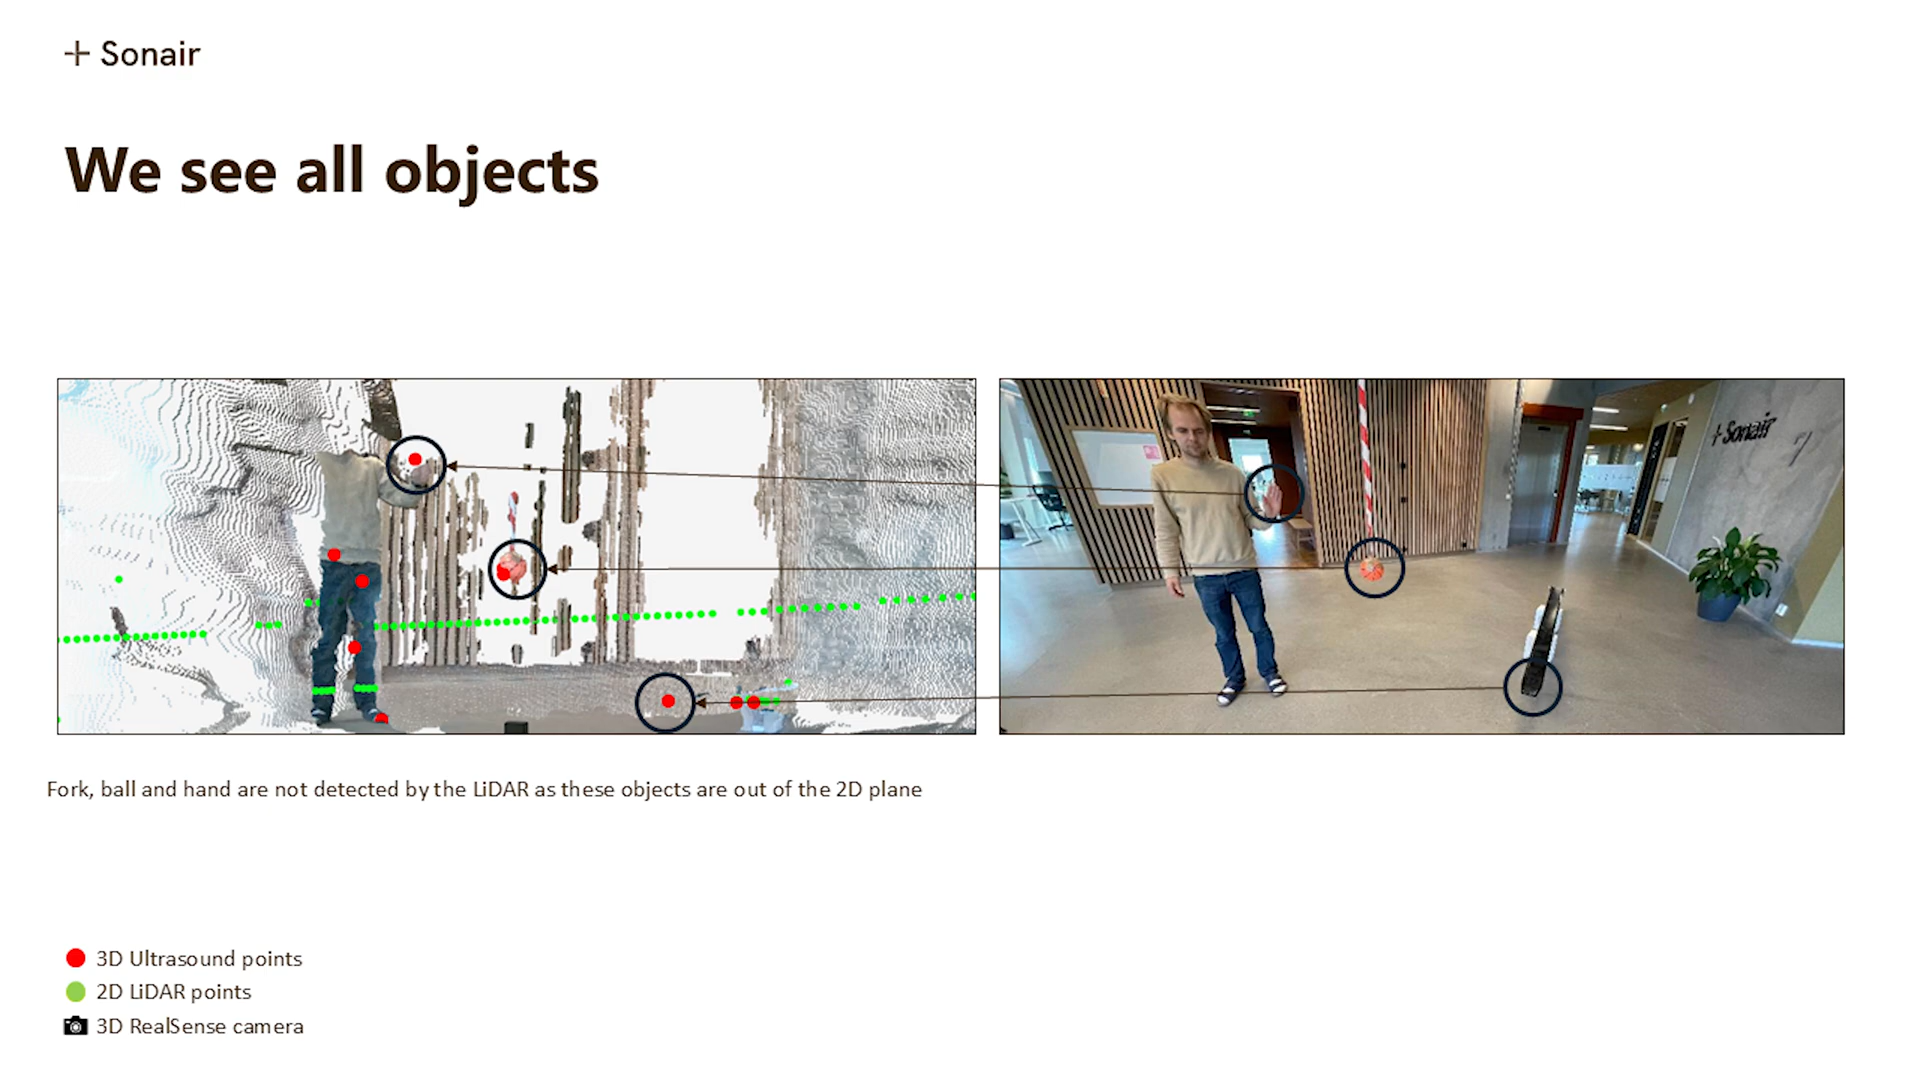 Sonair
We see all objects
+ Sonair
Fork, ball and hand are not detected by the LiDAR as these objects are out of the 2D plane
3D Ultrasound points
2D LiDAR points
3D RealSense camera